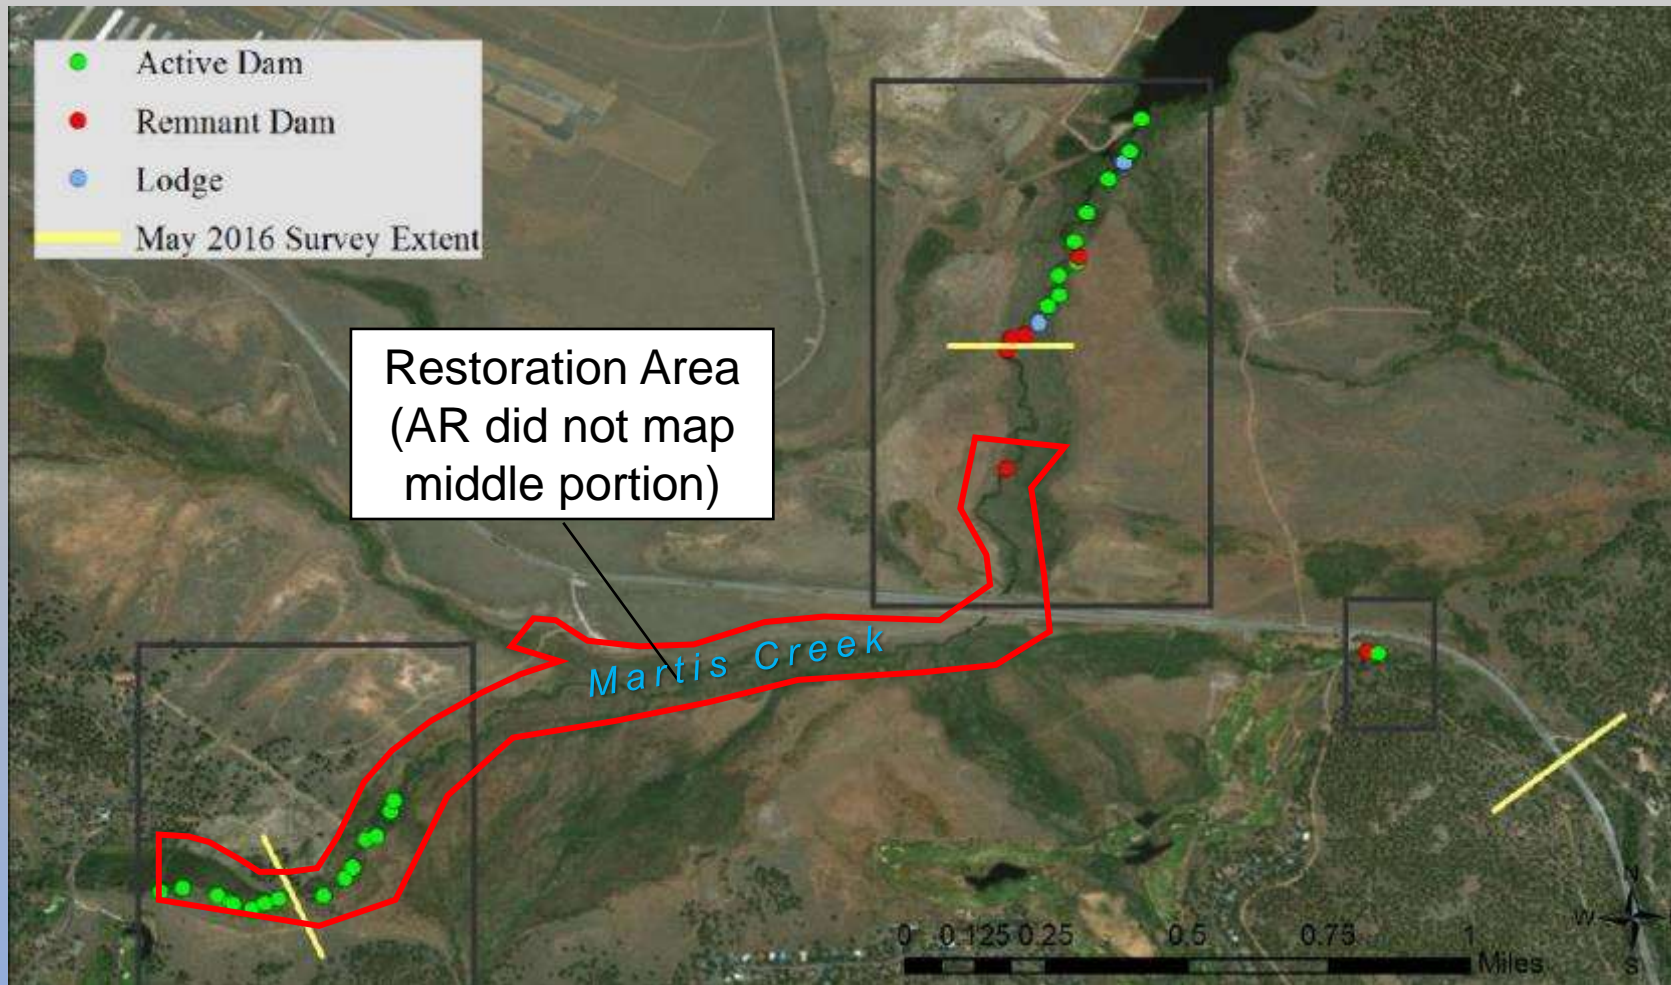 Active Dam
Remnant Dam
Lodge
May 2016 Survey Extent
Restoration Area
(AR did not map
middle portion)
Martis Creek
N
W
S
0 0.125 0.25 0.5 0.75 1
Miles